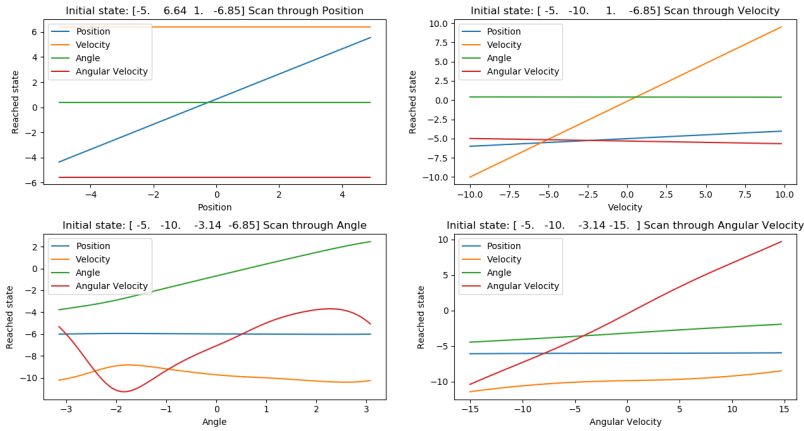 Initial state: [-5. 6.64 1. -6.85] Scan through Position
6
4
2
0
−2
−4
−6
Reached state
Position
Velocity
Angle
Angular Velocity
−4
−2
0
2
4
Position
Initial state: [ -5. -10. 1. -6.85] Scan through Velocity
10.0
7.5
5.0
2.5
0.0
−2.5
−5.0
−7.5
−10.0
Reached state
Position
Velocity
Angle
Angular Velocity
−10.0
−7.5
−5.0
−2.5
0.0
2.5
5.0
7.5
10.0
Velocity
Initial state: [ -5. -10. -3.14 -6.85] Scan through Angle
2
0
−2
−4
−6
−8
−10
Reached state
Position
Velocity
Angle
Angular Velocity
−3
−2
−1
0
1
2
3
Angle
Initial state: [ -5. -10. -3.14 -15. ] Scan through Angular Velocity
10
5
0
−5
−10
Reached state
Position
Velocity
Angle
Angular Velocity
−15
−10
−5
0
5
10
15
Angular Velocity